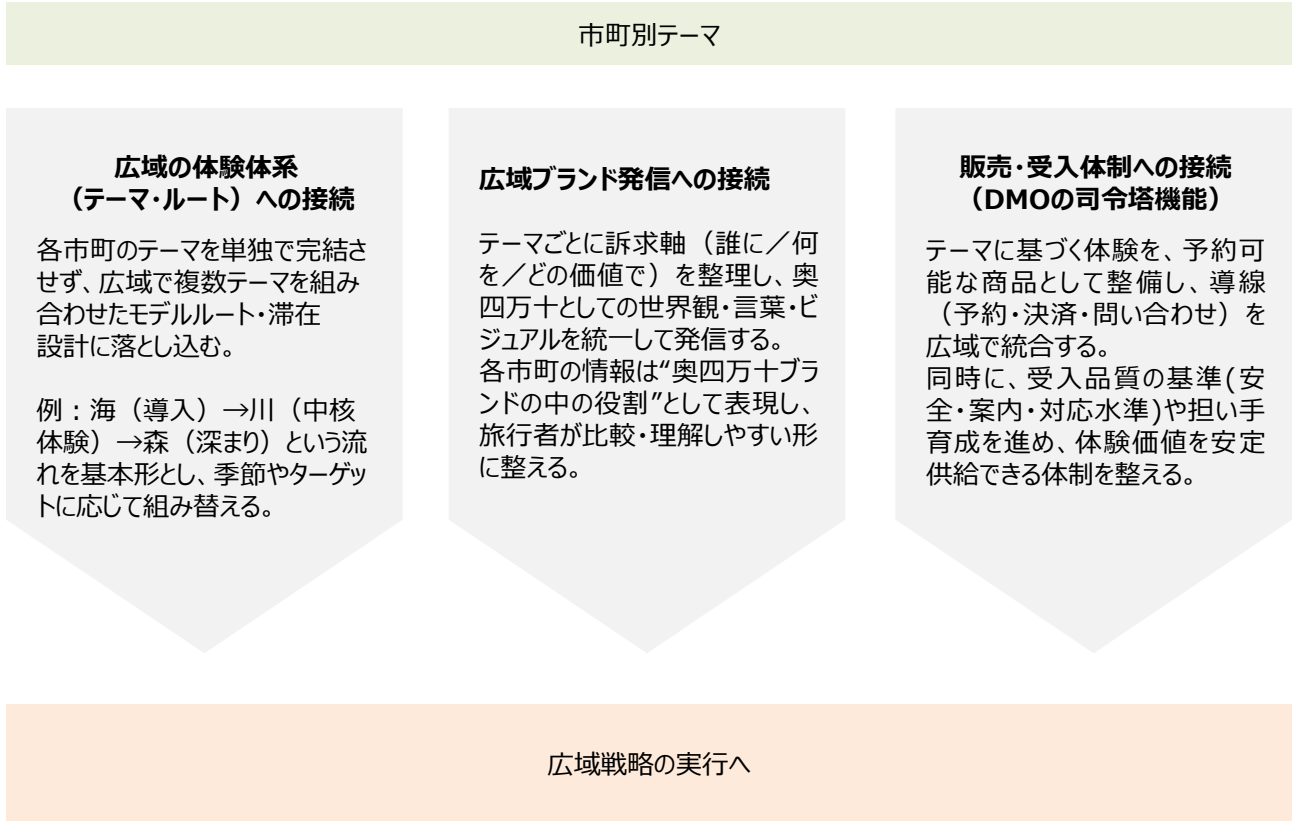 市町別テーマ
広域の体験体系
（テーマ・ルート）への接続
各市町のテーマを単独で完結さ
せず、広域で複数テーマを組み
合わせたモデルルート・滞在
設計に落とし込む。
例：海（導入）→川（中核
体験）→森（深まり）という流
れを基本形とし、季節やターゲッ
トに応じて組み替える。
広域ブランド発信への接続
テーマごとに訴求軸（誰に／何
を／どの価値で）を整理し、奥
四万十としての世界観・言葉・ビ
ジュアルを統一して発信する。
各市町の情報は“奥四万十ブラ
ンドの中の役割”として表現し、
旅行者が比較・理解しやすい形
に整える。
販売・受入体制への接続
（DMOの司令塔機能）
テーマに基づく体験を、予約可
能な商品として整備し、導線
（予約・決済・問い合わせ）を
広域で統合する。
同時に、受入品質の基準(安
全・案内・対応水準)や担い手
育成を進め、体験価値を安定
供給できる体制を整える。
広域戦略の実行へ